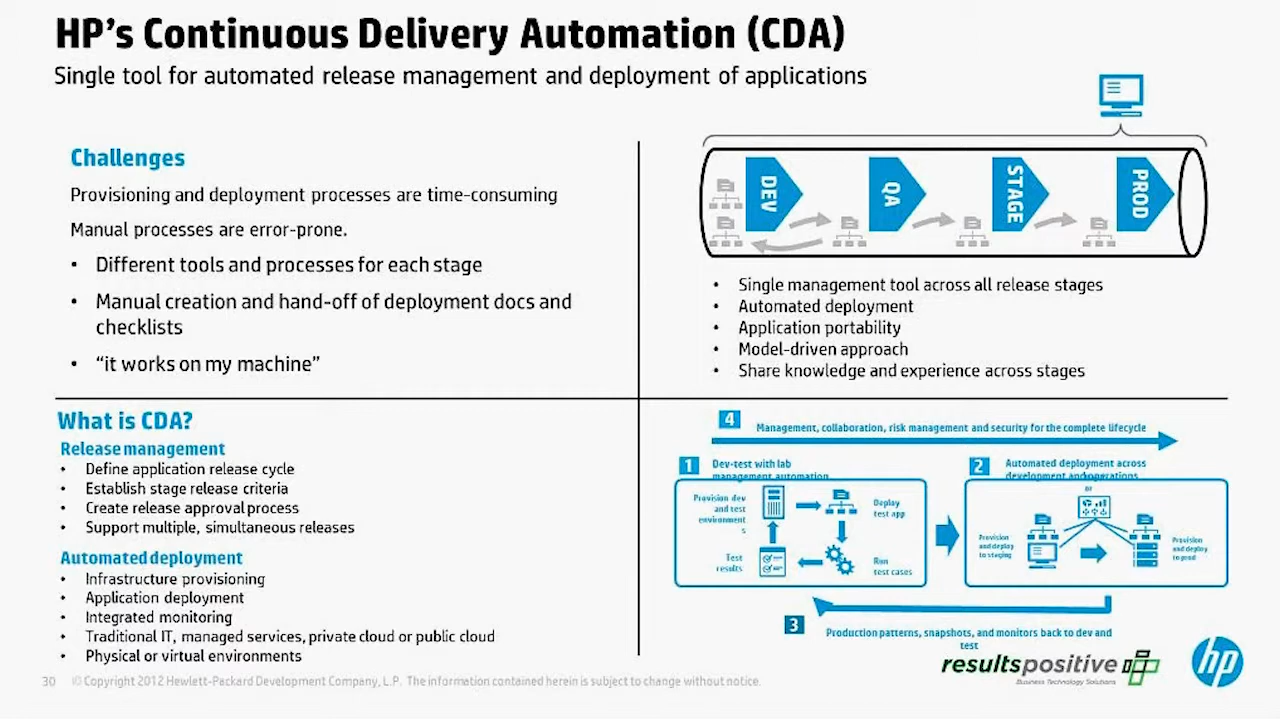 HP's Continuous Delivery Automation (CDA)
Single tool for automated release management and deployment of applications
Challenges
Provisioning and deployment processes are time-consuming
Manual processes are error-prone.
• Different tools and processes for each stage
• Manual creation and hand-off of deployment docs and
checklists
• “it works on my machine”
DEV
QA
STAGE
PROD
• Single management tool across all release stages
• Automated deployment
• Application portability
• Model-driven approach
• Share knowledge and experience across stages
What is CDA?
Release management
• Define application release cycle
• Establish stage release criteria
• Create release approval process
• Support multiple, simultaneous releases
Automated deployment
• Infrastructure provisioning
• Application deployment
• Integrated monitoring
• Traditional IT, managed services, private cloud or public cloud
• Physical or virtual environments
4
Management, collaboration, risk management and security for the complete lifecycle
1
Dev-test with lab
management automation
Provision dev
and test
environment
s
Deploy
test app
Test
results
Run
test cases
2
Automated deployment across
development and operations
or
Provision
and deploy
to staging
Provision
and deploy
to prod
3
Production patterns, snapshots, and monitors back to dev and
test
resultspositive
Business Technology Solutions
hp
30 © Copyright 2012 Hewlett-Packard Development Company, L.P. The information contained herein is subject to change without notice.